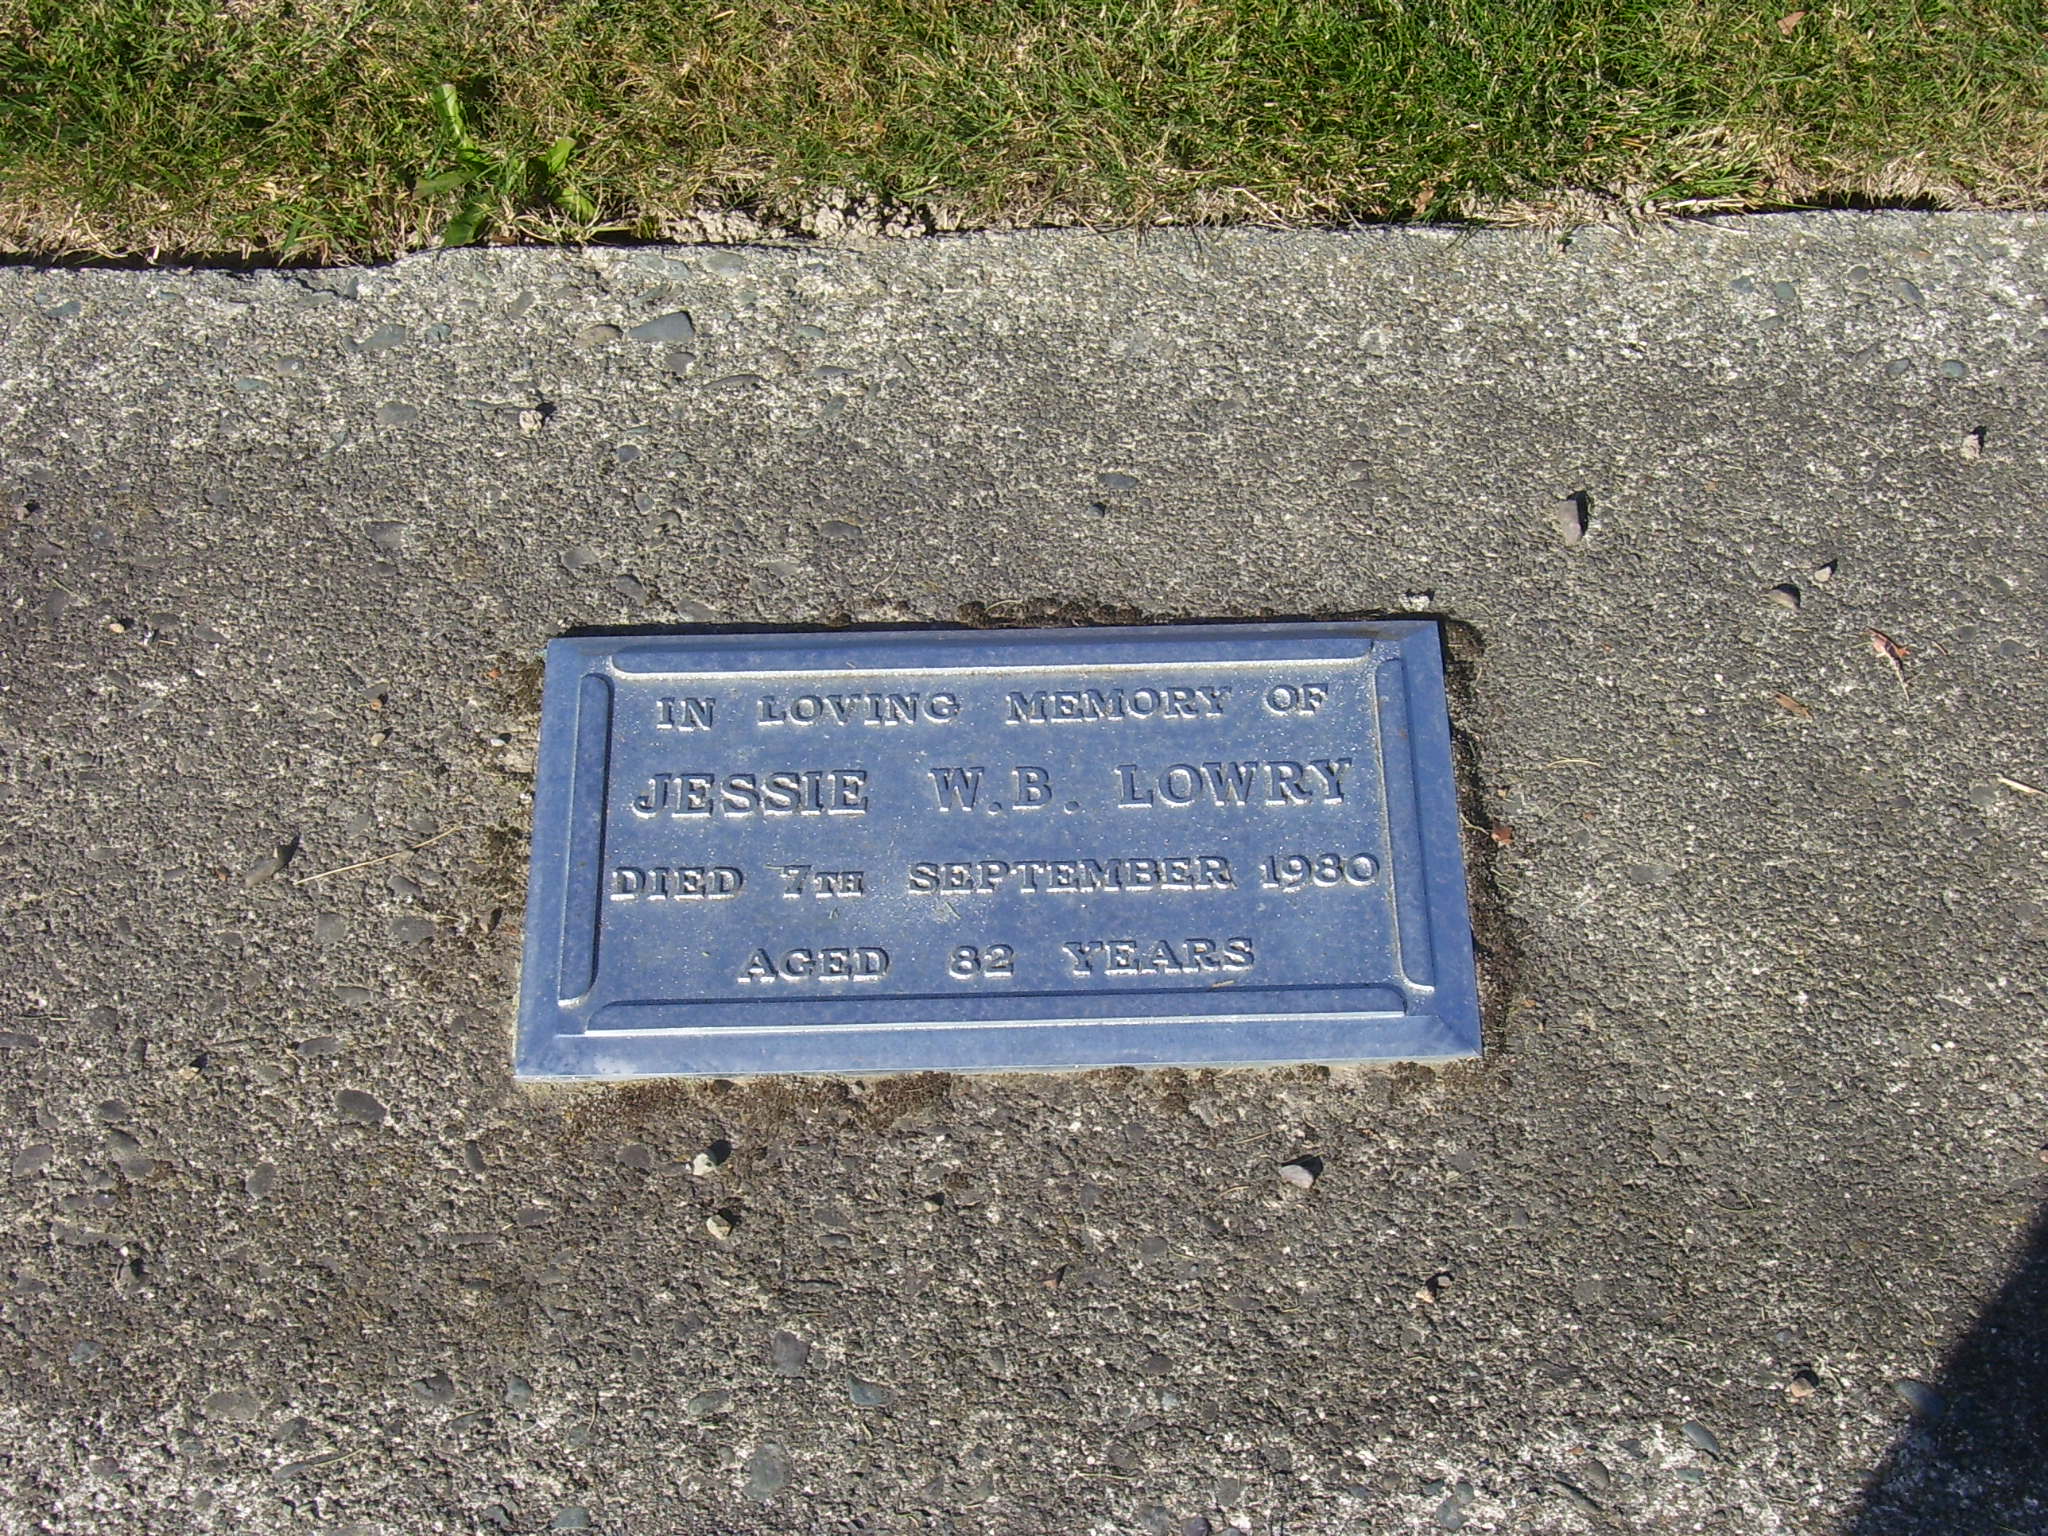 IN LOVING MEMORY OF
JESSIE W.B. LOWRY
DIED 7TH SEPTEMBER 1980
AGED 82 YEARS